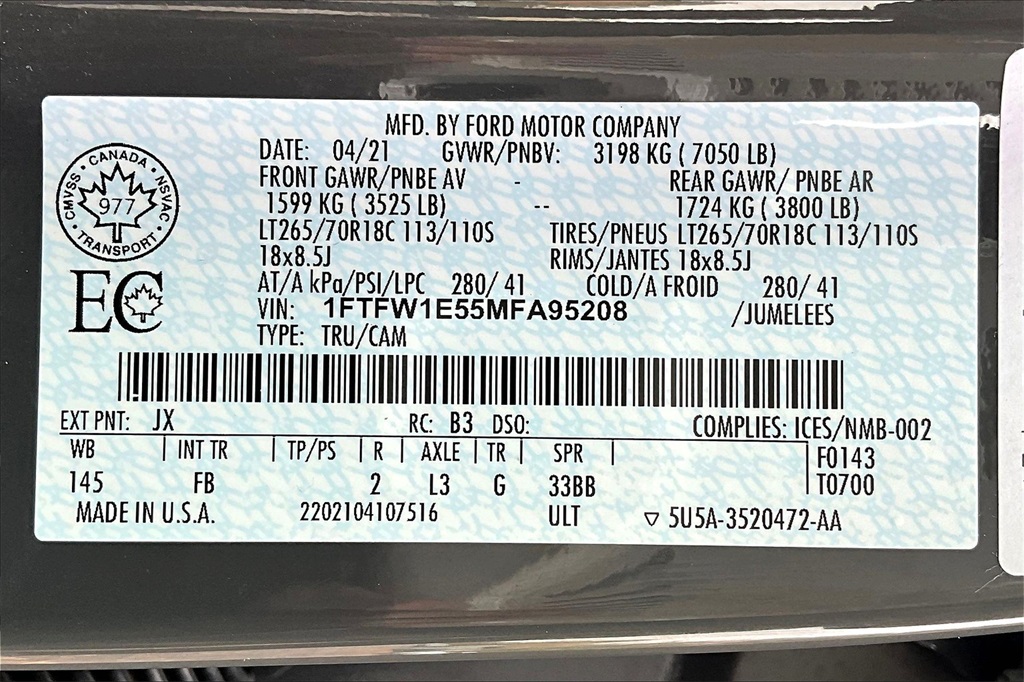 MFD. BY FORD MOTOR COMPANY
DATE: 04/21 GVWR/PNBV: 3198 KG ( 7050 LB)
FRONT GAWR/PNBE AV - REAR GAWR/ PNBE AR
1599 KG ( 3525 LB) -- 1724 KG ( 3800 LB)
LT265/70R18C 113/110S TIRES/PNEUS LT265/70R18C 113/110S
18x8.5J RIMS/JANTES 18x8.5J
AT/A kPa/PSI/LPC 280/ 41 COLD/A FROID 280/ 41
VIN: 1FTFW1E55MFA95208 /JUMELEES
TYPE: TRU/CAM
CANADA
CMVSS 977 NSVAC
TRANSPORT
EC
EXT PNT: JX RC: B3 DSO: COMPLIES: ICES/NMB-002
WB | INT TR | TP/PS | R | AXLE | TR | SPR | F0143
145 FB 2 L3 G 33BB T0700
MADE IN U.S.A. 2202104107516 ULT ▽ 5U5A-3520472-AA